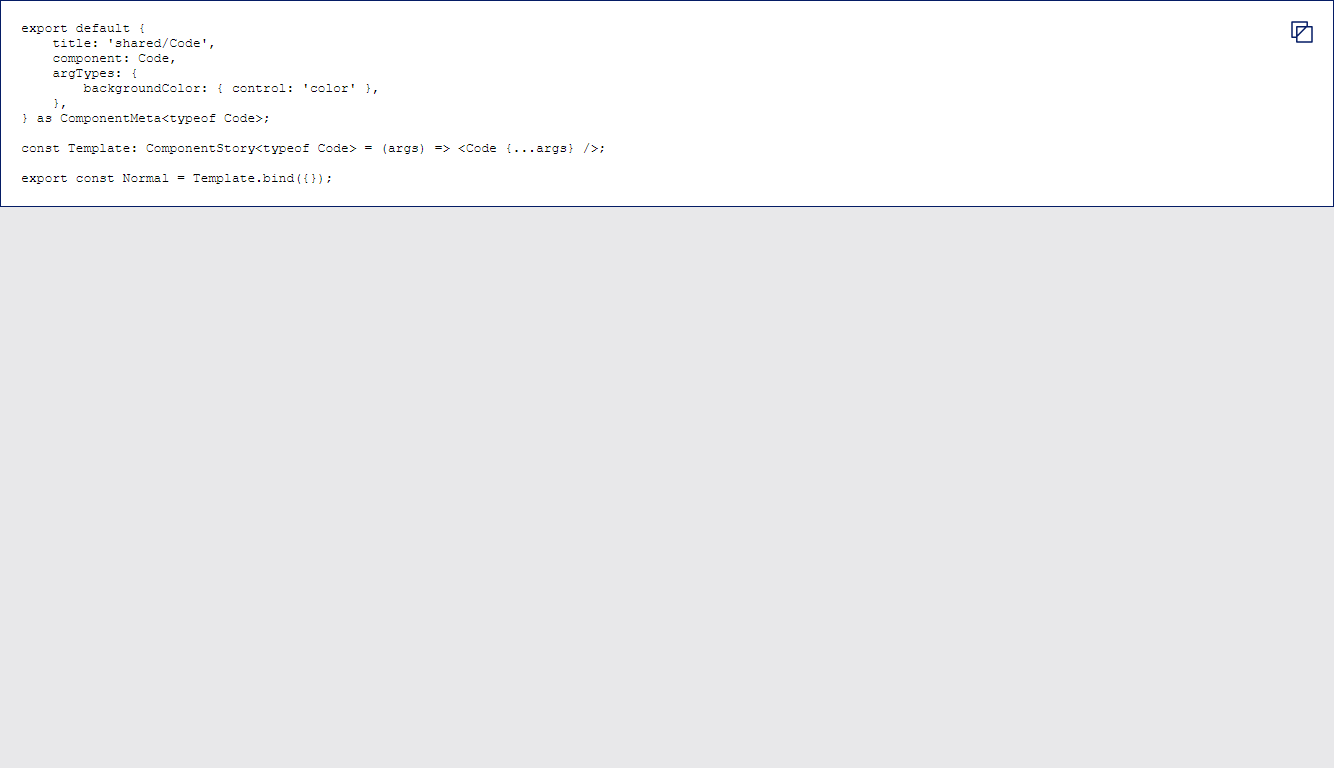 export default {
    title: 'shared/Code',
    component: Code,
    argTypes: {
        backgroundColor: { control: 'color' },
    },
} as ComponentMeta<typeof Code>;

const Template: ComponentStory<typeof Code> = (args) => <Code {...args} />;

export const Normal = Template.bind({});